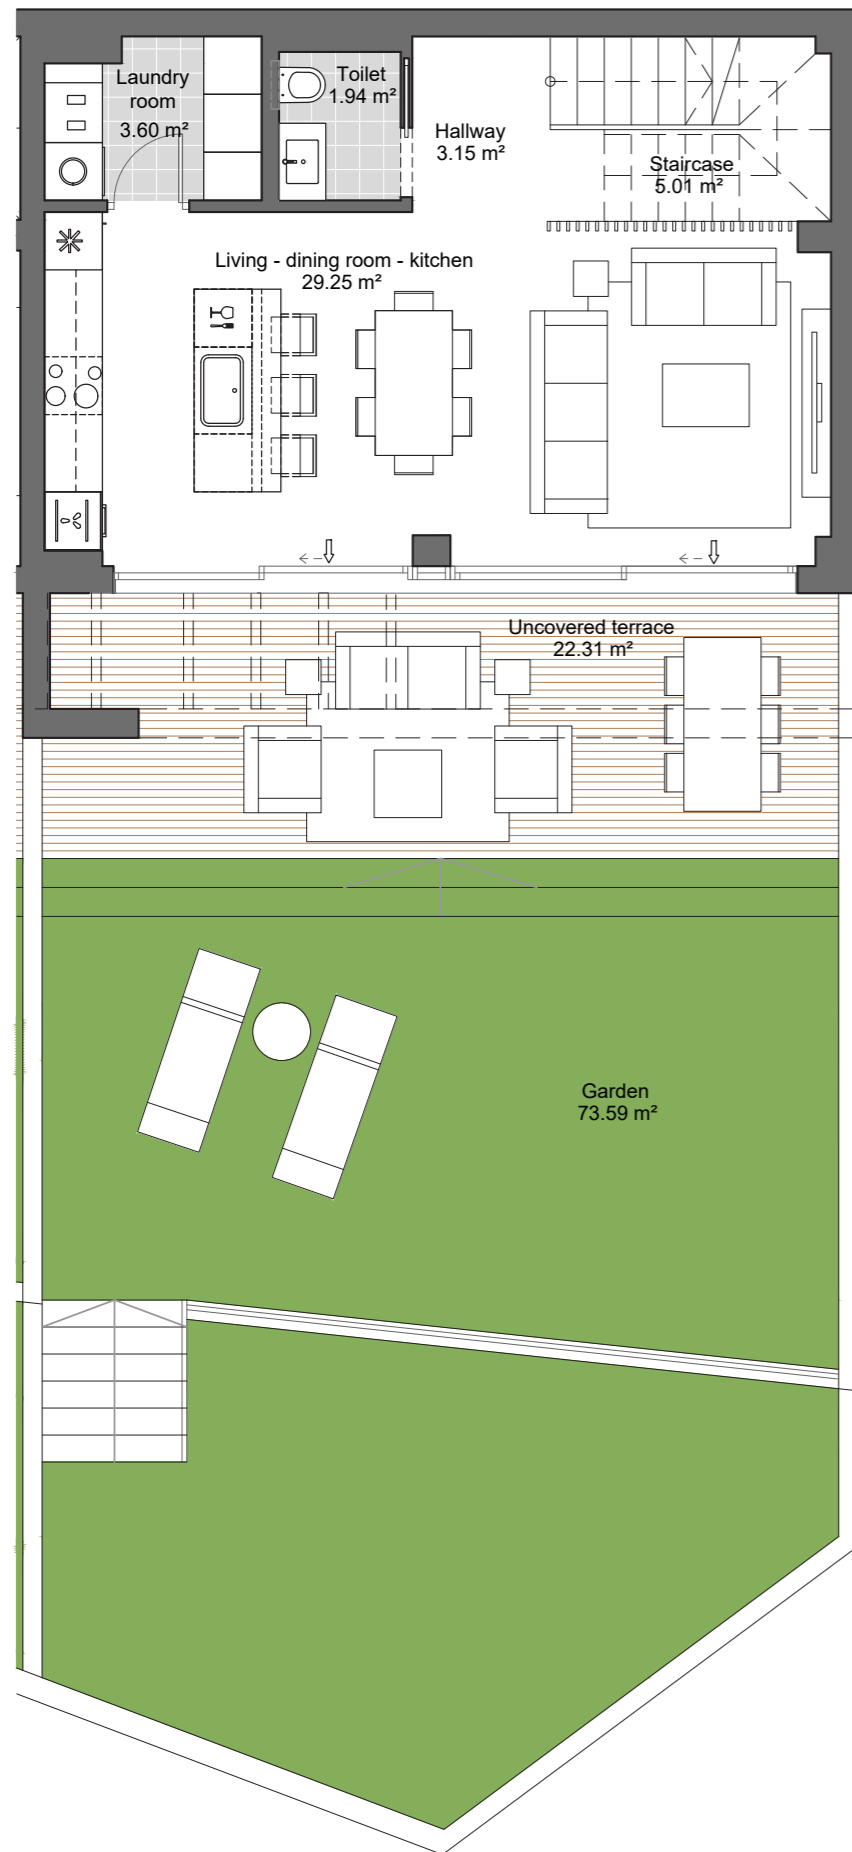 Laundry
room
3.60 m²
Toilet
1.94 m²
Hallway
3.15 m²
Staircase
5.01 m²
Living - dining room - kitchen
29.25 m²
Uncovered terrace
22.31 m²
Garden
73.59 m²